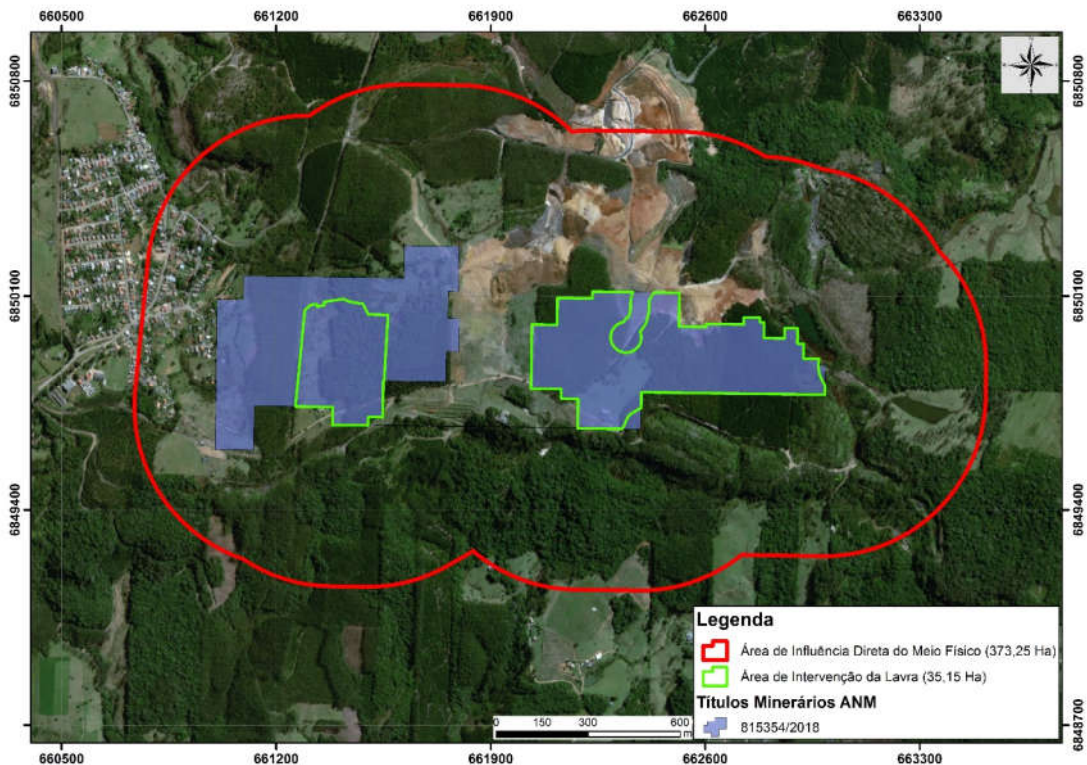 660500 661200 661900 662600 663300
6850800 6850800
6850100 6850100
6849400 6849400
6848700 6848700
Legenda
Área de Influência Direta do Meio Físico (373,25 Ha)
Área de Intervenção da Lavra (35,15 Ha)
Títulos Minerários ANM
815354/2018
0 150 300 600
m
660500 661200 661900 662600 663300